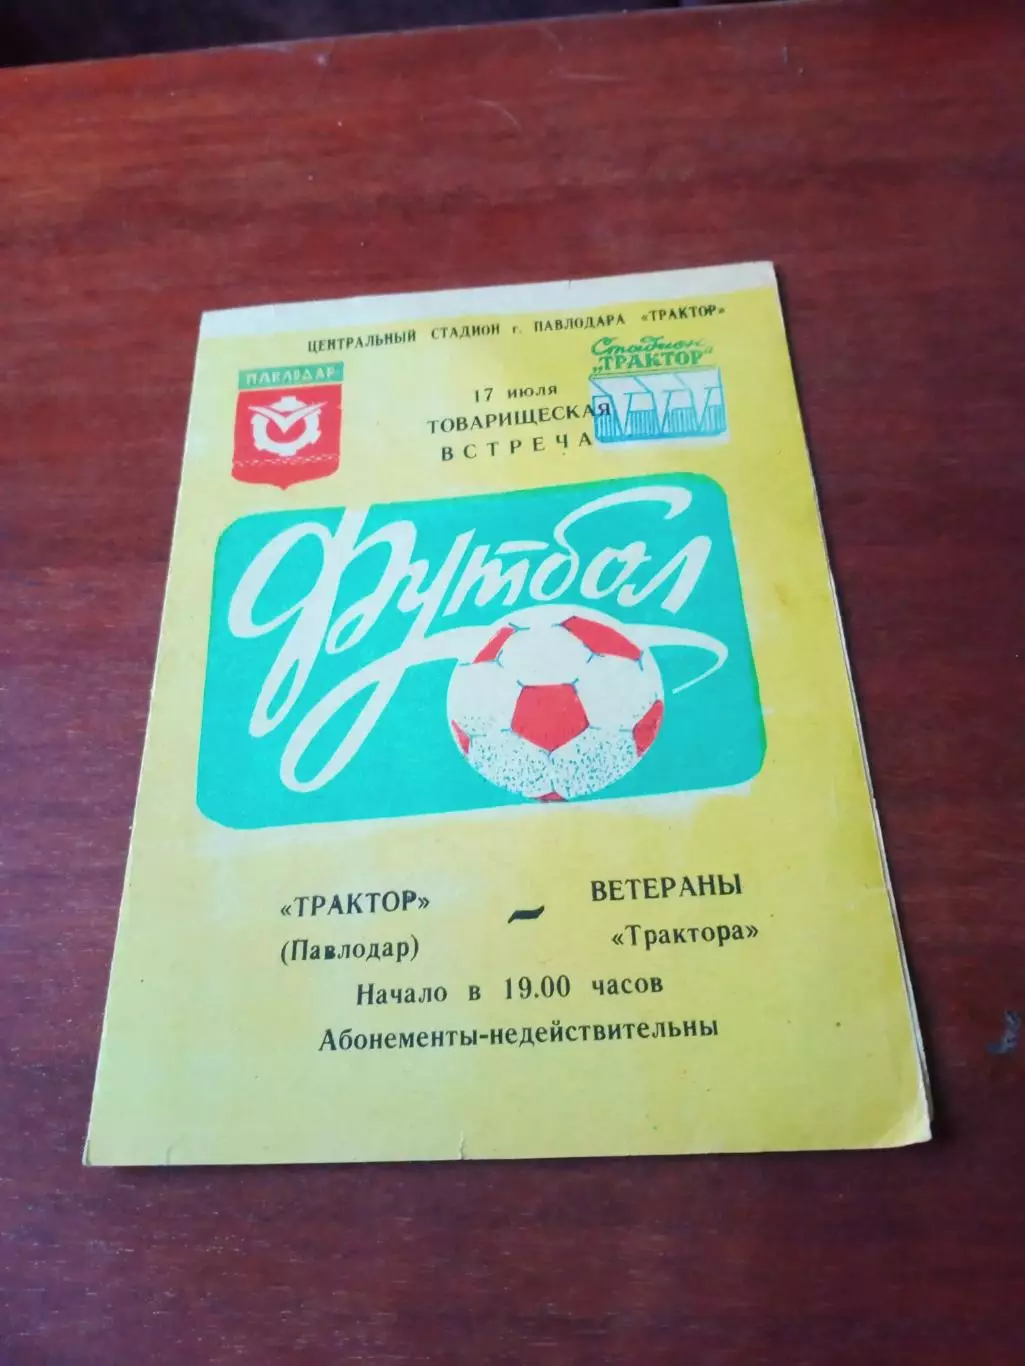 ЦЕНТРАЛЬНЫЙ СТАДИОН г. ПАВЛОДАРА «ТРАКТОР»
ПАВЛОДАР
Стадион
„ТРАКТОР"
17 июля
ТОВАРИЩЕСКАЯ
ВСТРЕЧА
Футбол
«ТРАКТОР» ~ ВЕТЕРАНЫ
(Павлодар) «Трактора»
Начало в 19.00 часов
Абонементы-недействительны